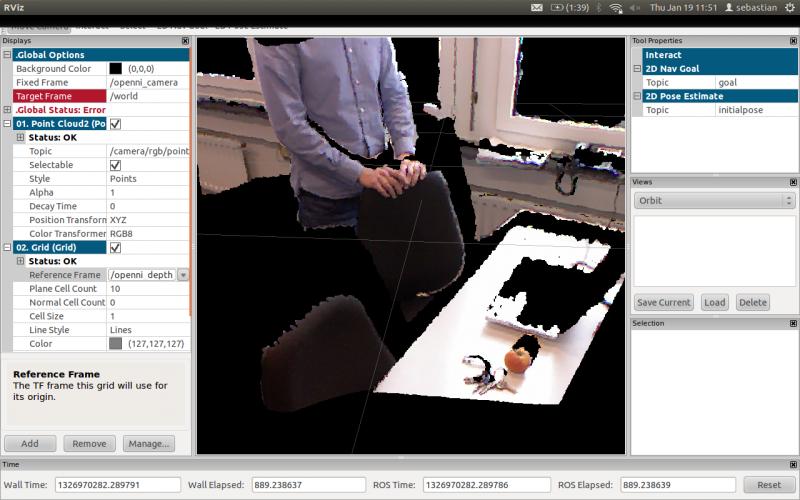 RViz
(1:39)
Thu Jan 19 11:51
sebastian
Move Camera Interact Select 2D Nav Goal 2D Pose Estimate
Displays
.Global Options
Background Color (0,0,0)
Fixed Frame /openni_camera
Target Frame /world
.Global Status: Error
01. Point Cloud2 (Po
Status: OK
Topic /camera/rgb/point
Selectable
Style Points
Alpha 1
Decay Time 0
Position Transforn XYZ
Color Transformer RGB8
02. Grid (Grid)
Status: OK
Reference Frame /openni_depth_
Plane Cell Count 10
Normal Cell Count 0
Cell Size 1
Line Style Lines
Color (127,127,127)
Reference Frame
The TF frame this grid will use for
its origin.
Add Remove Manage...
Tool Properties
Interact
2D Nav Goal
Topic goal
2D Pose Estimate
Topic initialpose
Views
Orbit
Save Current Load Delete
Selection
Time
Wall Time: 1326970282.289791 Wall Elapsed: 889.238637 ROS Time: 1326970282.289786 ROS Elapsed: 889.238639 Reset